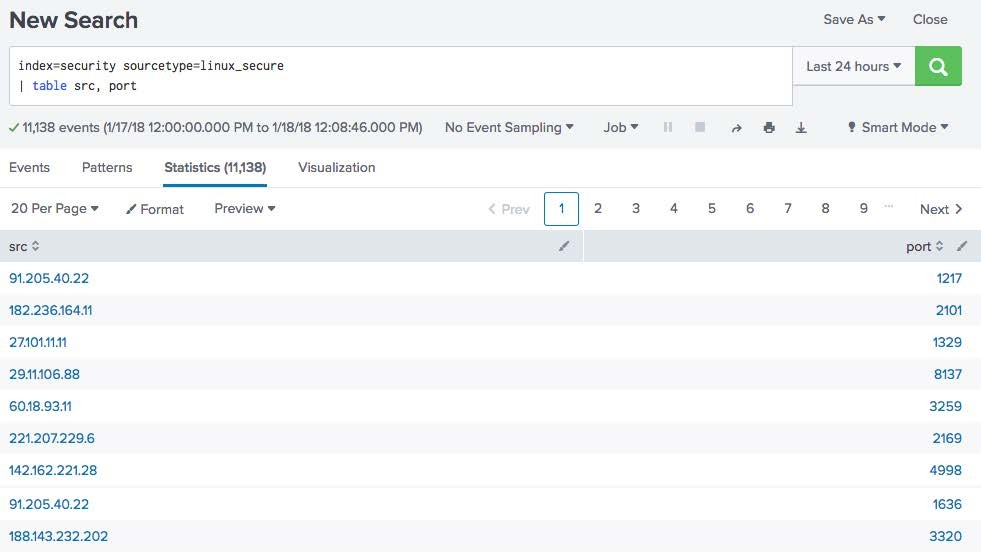 New Search
Save As Close
index=security sourcetype=linux_secure
| table src, port
Last 24 hours
11,138 events (1/17/18 12:00:00.000 PM to 1/18/18 12:08:46.000 PM) No Event Sampling Job Smart Mode
Events Patterns Statistics (11,138) Visualization
20 Per Page Format Preview Prev 1 2 3 4 5 6 7 8 9 ... Next
src port
91.205.40.22 1217
182.236.164.11 2101
27.101.11.11 1329
29.11.106.88 8137
60.18.93.11 3259
221.207.229.6 2169
142.162.221.28 4998
91.205.40.22 1636
188.143.232.202 3320